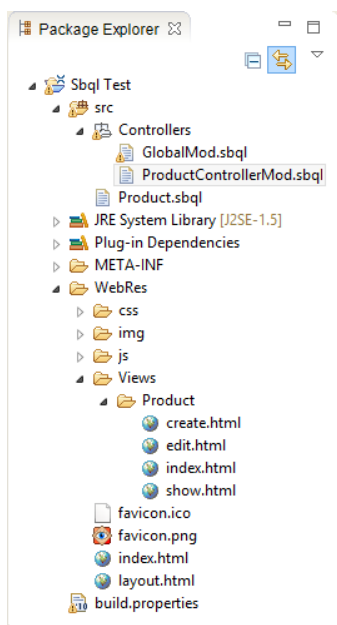 Package Explorer
Sbql Test
src
Controllers
GlobalMod.sbql
ProductControllerMod.sbql
Product.sbql
JRE System Library [J2SE-1.5]
Plug-in Dependencies
META-INF
WebRes
css
img
js
Views
Product
create.html
edit.html
index.html
show.html
favicon.ico
favicon.png
index.html
layout.html
build.properties